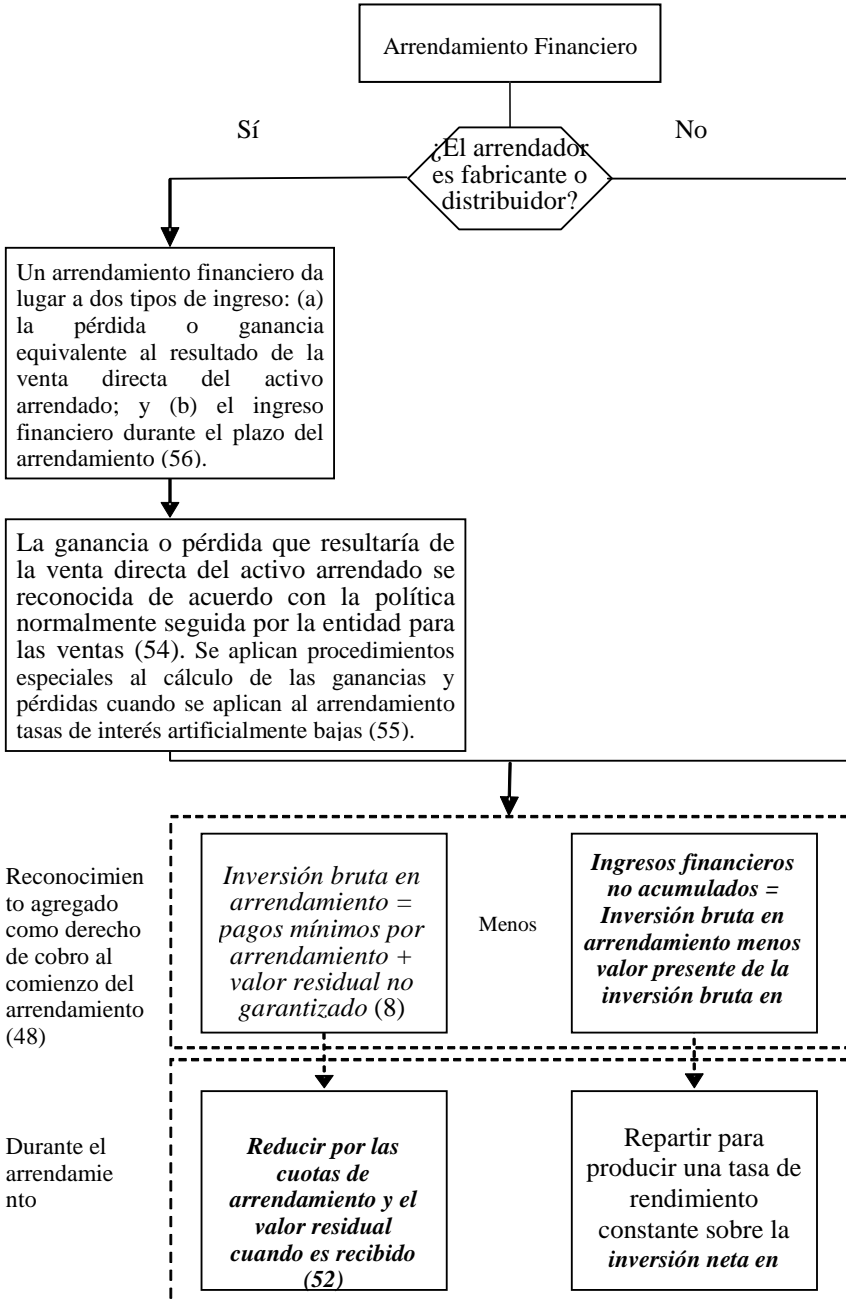 Arrendamiento Financiero
Sí
No
¿El arrendador
es fabricante o
distribuidor?
Un arrendamiento financiero da
lugar a dos tipos de ingreso: (a)
la pérdida o ganancia
equivalente al resultado de la
venta directa del activo
arrendado; y (b) el ingreso
financiero durante el plazo del
arrendamiento (56).
La ganancia o pérdida que resultaría de
la venta directa del activo arrendado se
reconocida de acuerdo con la política
normalmente seguida por la entidad para
las ventas (54). Se aplican procedimientos
especiales al cálculo de las ganancias y
pérdidas cuando se aplican al arrendamiento
tasas de interés artificialmente bajas (55).
Reconocimien
to agregado
como derecho
de cobro al
comienzo del
arrendamiento
(48)
Inversión bruta en
arrendamiento =
pagos mínimos por
arrendamiento +
valor residual no
garantizado (8)
Menos
Ingresos financieros
no acumulados =
Inversión bruta en
arrendamiento menos
valor presente de la
inversión bruta en
Durante el
arrendamie
nto
Reducir por las
cuotas de
arrendamiento y el
valor residual
cuando es recibido
(52)
Repartir para
producir una tasa de
rendimiento
constante sobre la
inversión neta en